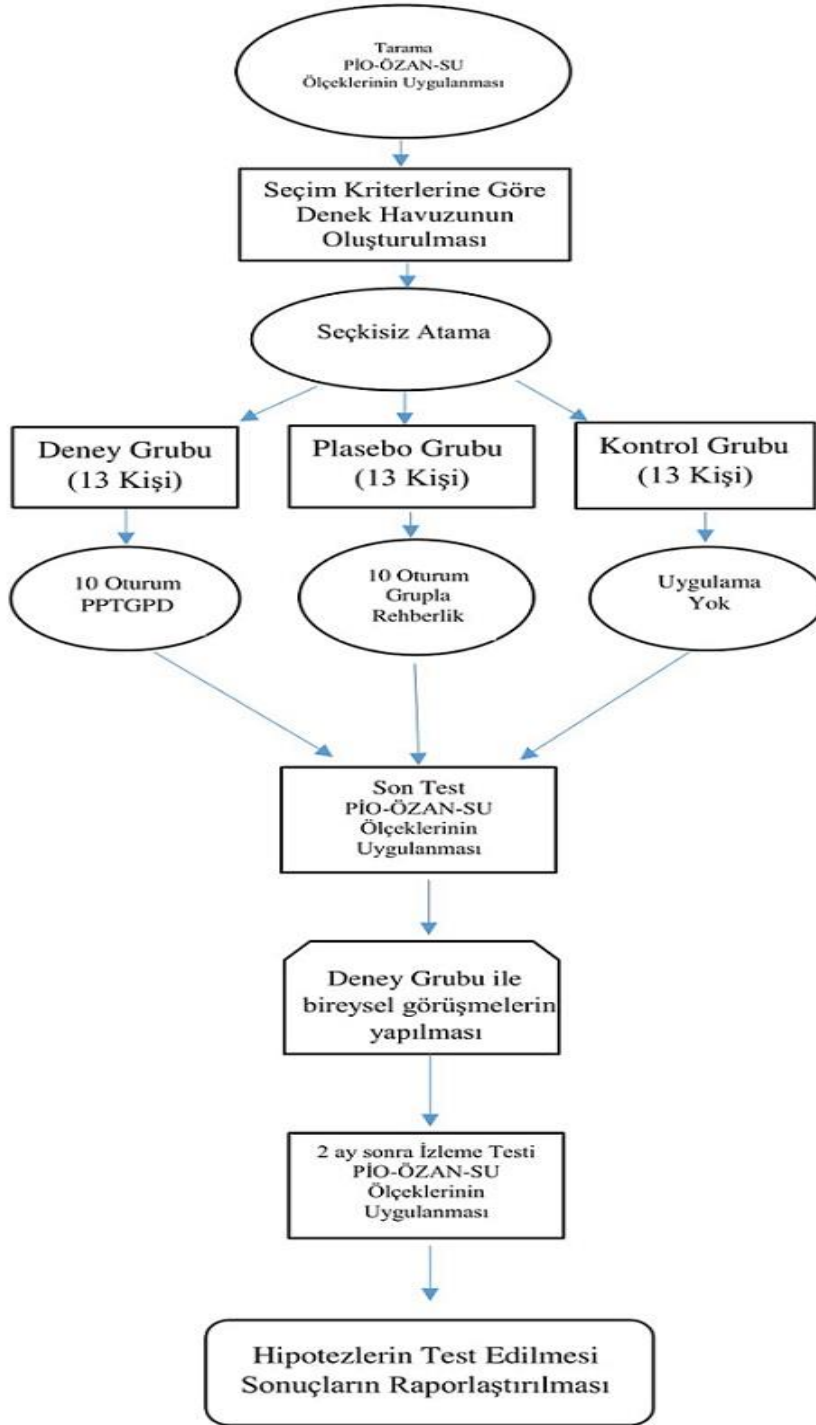 Tarama
PİO-ÖZAN-SU
Ölçeklerinin Uygulanması
Seçim Kriterlerine Göre
Denek Havuzunun
Oluşturulması
Seçkisiz Atama
Deney Grubu
(13 Kişi)
Plasebo Grubu
(13 Kişi)
Kontrol Grubu
(13 Kişi)
10 Oturum
PPTGPD
10 Oturum
Grupla
Rehberlik
Uygulama
Yok
Son Test
PİO-ÖZAN-SU
Ölçeklerinin
Uygulanması
Deney Grubu ile
bireysel görüşmelerin
yapılması
2 ay sonra İzleme Testi
PİO-ÖZAN-SU
Ölçeklerinin
Uygulanması
Hipotezlerin Test Edilmesi
Sonuçların Raporlaştırılması